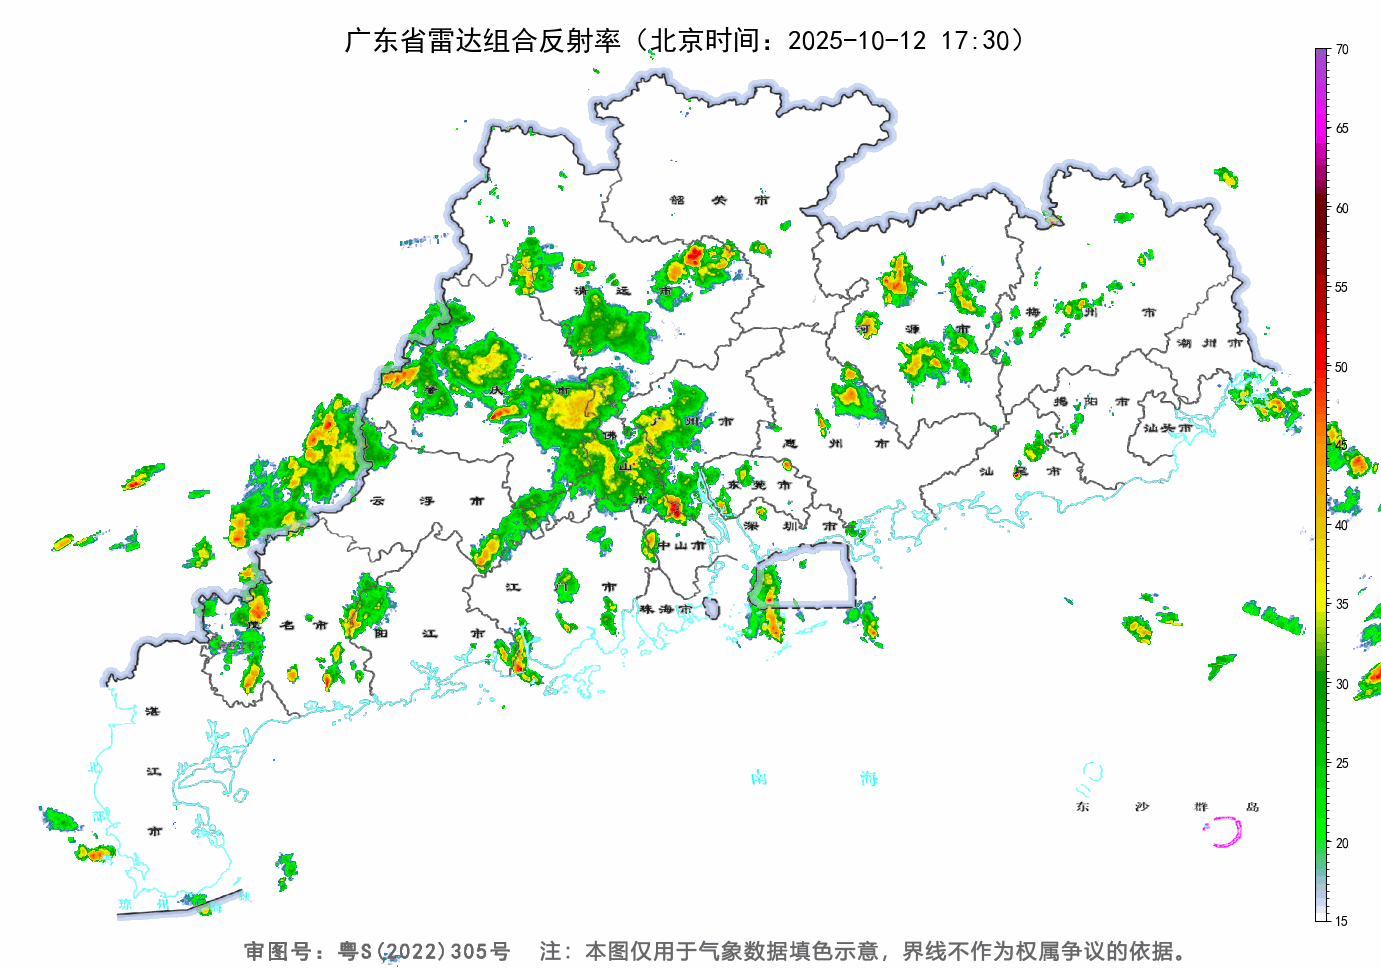 广东省雷达组合反射率（北京时间：2025-10-12 17:30）
70
65
60
55
50
45
40
35
30
25
20
15
韶关市
清远市
河源市
梅州市
潮州市
揭阳市
汕头市
汕尾市
惠州市
肇庆市
广州市
佛山市
东莞市
深圳市
中山市
珠海市
江门市
云浮市
阳江市
茂名市
湛江市
北部
琼州海峡
南海
东沙群岛
审图号：粤S(2022)305号 注：本图仅用于气象数据填色示意，界线不作为权属争议的依据。